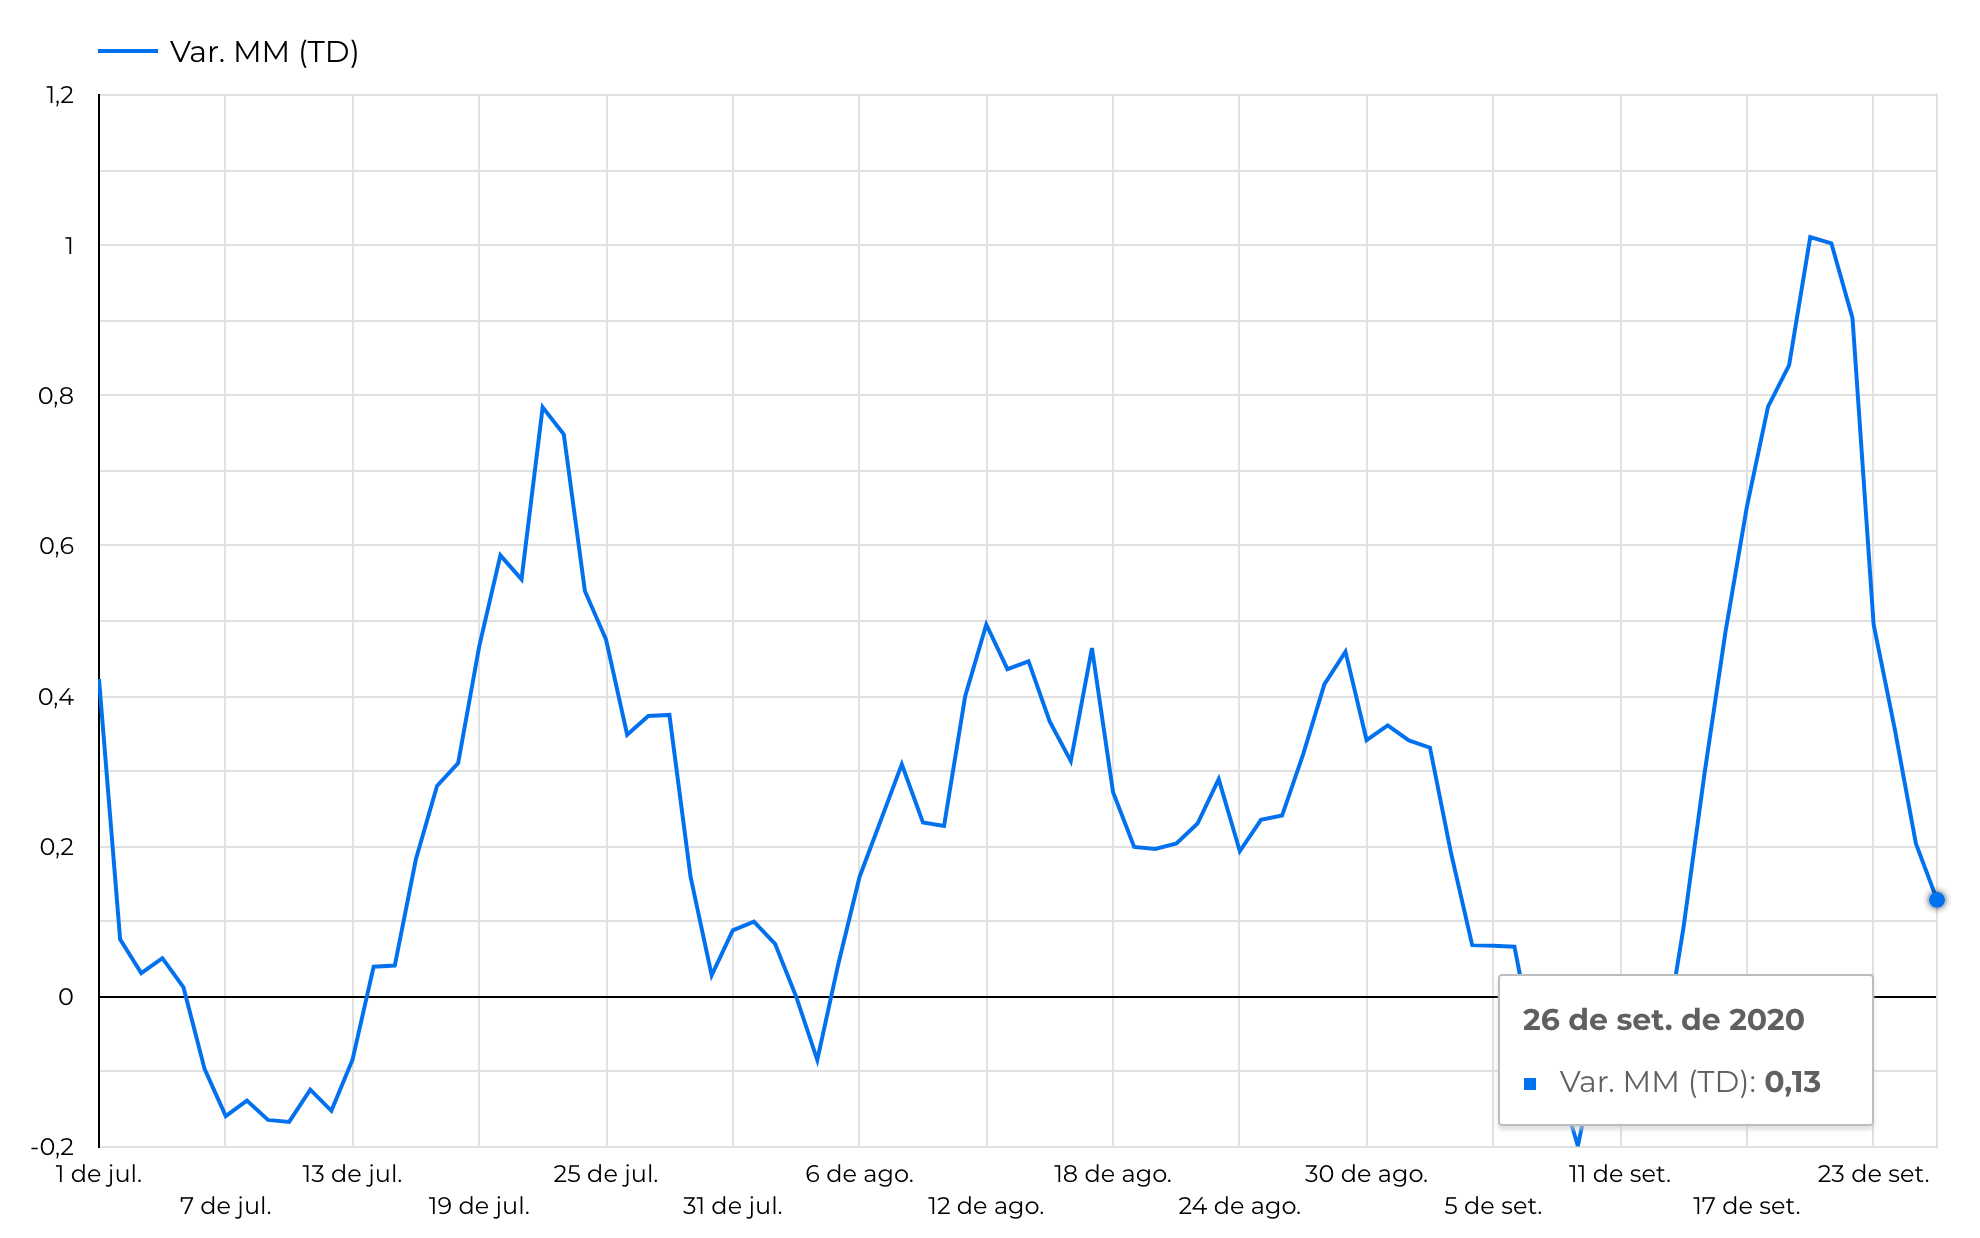 Var. MM (TD)
1,2
1
0,8
0,6
0,4
0,2
0
-0,2
26 de set. de 2020
Var. MM (TD): 0,13
1 de jul.
7 de jul.
13 de jul.
19 de jul.
25 de jul.
31 de jul.
6 de ago.
12 de ago.
18 de ago.
24 de ago.
30 de ago.
5 de set.
11 de set.
17 de set.
23 de set.